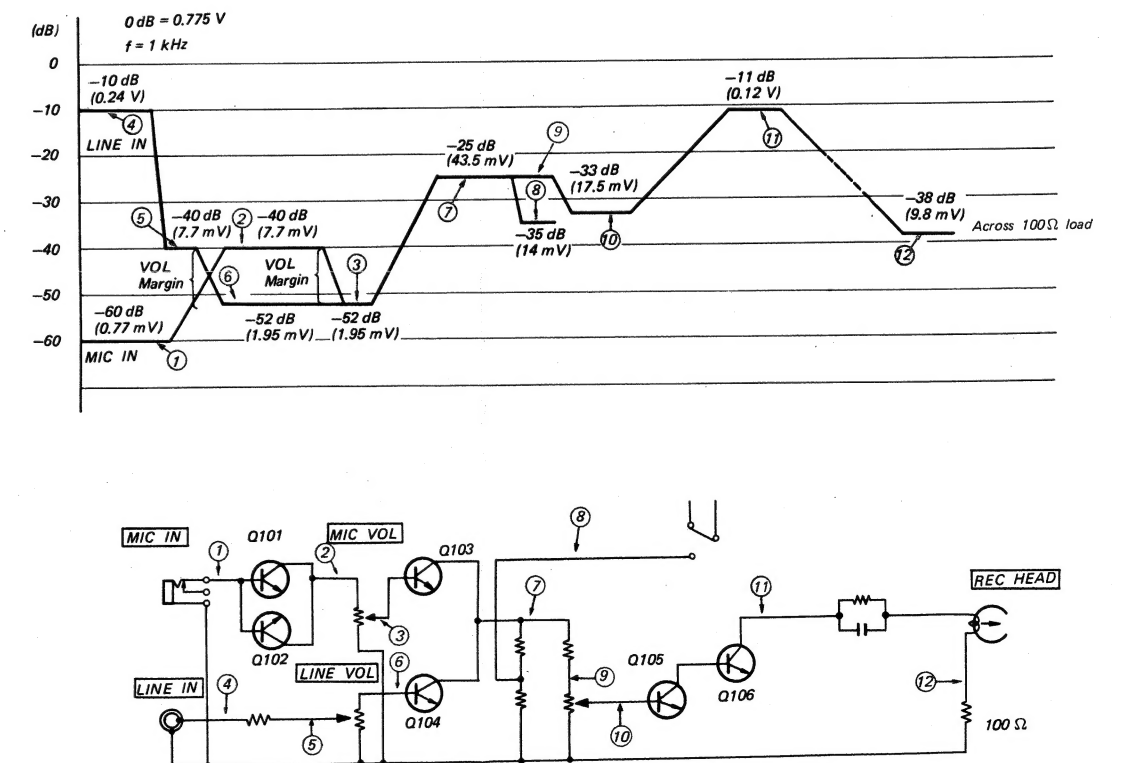 (dB)
0 dB = 0.775 V
f = 1 kHz
0
−10
−20
−30
−40
−50
−60
−10 dB
(0.24 V)
④
LINE IN
−11 dB
(0.12 V)
⑪
−25 dB
(43.5 mV)
⑨
⑦
⑧
−33 dB
(17.5 mV)
⑩
−35 dB
(14 mV)
−38 dB
(9.8 mV)
Across 100Ω load
⑫
⑤
−40 dB
(7.7 mV)
②
−40 dB
(7.7 mV)
VOL
Margin
⑥
VOL
Margin
③
−60 dB
(0.77 mV)
−52 dB
(1.95 mV)
−52 dB
(1.95 mV)
MIC IN
①
MIC IN
①
Q101
②
MIC VOL
Q103
⑧
⑦
⑪
REC HEAD
③
Q102
LINE VOL
⑥
LINE IN
④
⑤
Q104
⑨
Q105
⑩
Q106
⑫
100 Ω